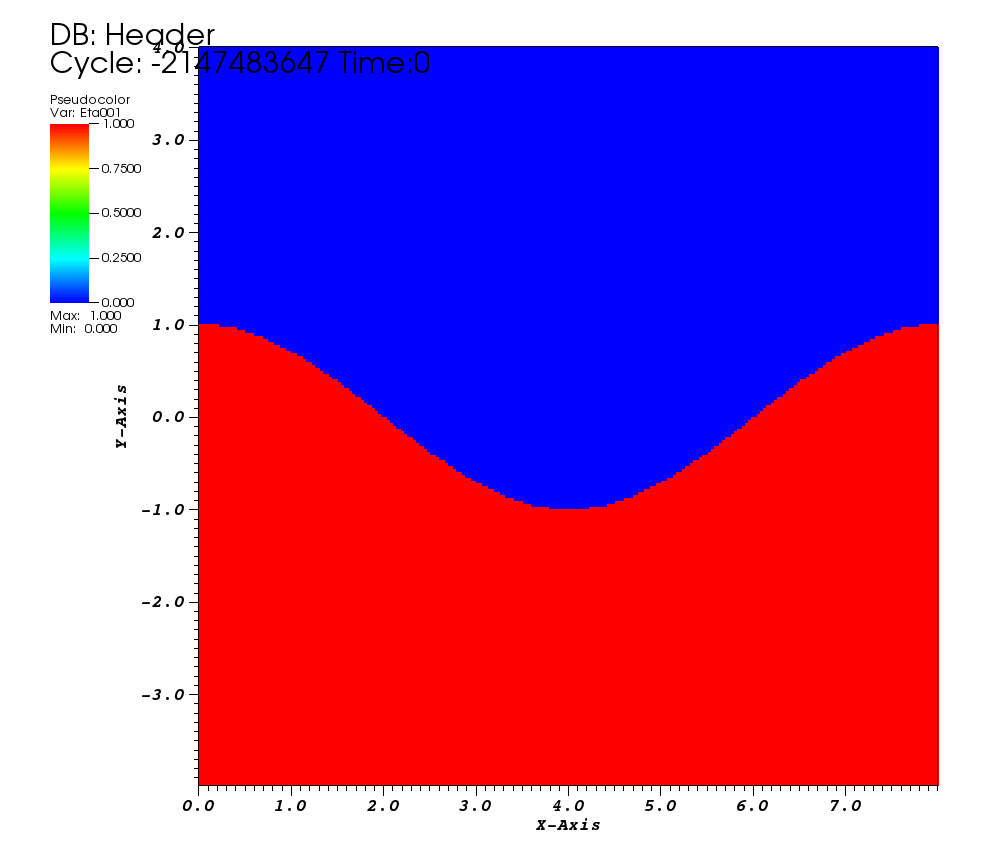 DB: Header
Cycle: -2147483647 Time:0
Pseudocolor
Var: Eta001
1.000
0.7500
0.5000
0.2500
0.000
Max: 1.000
Min: 0.000
4.0
3.0
2.0
1.0
0.0
-1.0
-2.0
-3.0
Y-Axis
0.0 1.0 2.0 3.0 4.0 5.0 6.0 7.0
X-Axis